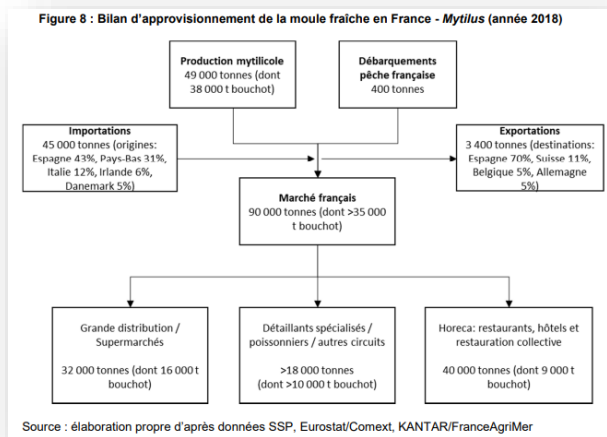 Figure 8 : Bilan d'approvisionnement de la moule fraîche en France - Mytilus (année 2018)
Production mytilicole
49 000 tonnes (dont
38 000 t bouchot)
Débarquements
pêche française
400 tonnes
Importations
45 000 tonnes (origines:
Espagne 43%, Pays-Bas 31%,
Italie 12%, Irlande 6%,
Danemark 5%)
Exportations
3 400 tonnes (destinations:
Espagne 70%, Suisse 11%,
Belgique 5%, Allemagne
5%)
Marché français
90 000 tonnes (dont >35 000
t bouchot)
Grande distribution /
Supermarchés
32 000 tonnes (dont 16 000 t
bouchot)
Détaillants spécialisés /
poissonniers / autres circuits
>18 000 tonnes
(dont >10 000 t bouchot)
Horeca: restaurants, hôtels et
restauration collective
40 000 tonnes (dont 9 000 t
bouchot)
Source : élaboration propre d'après données SSP, Eurostat/Comext, KANTAR/FranceAgriMer